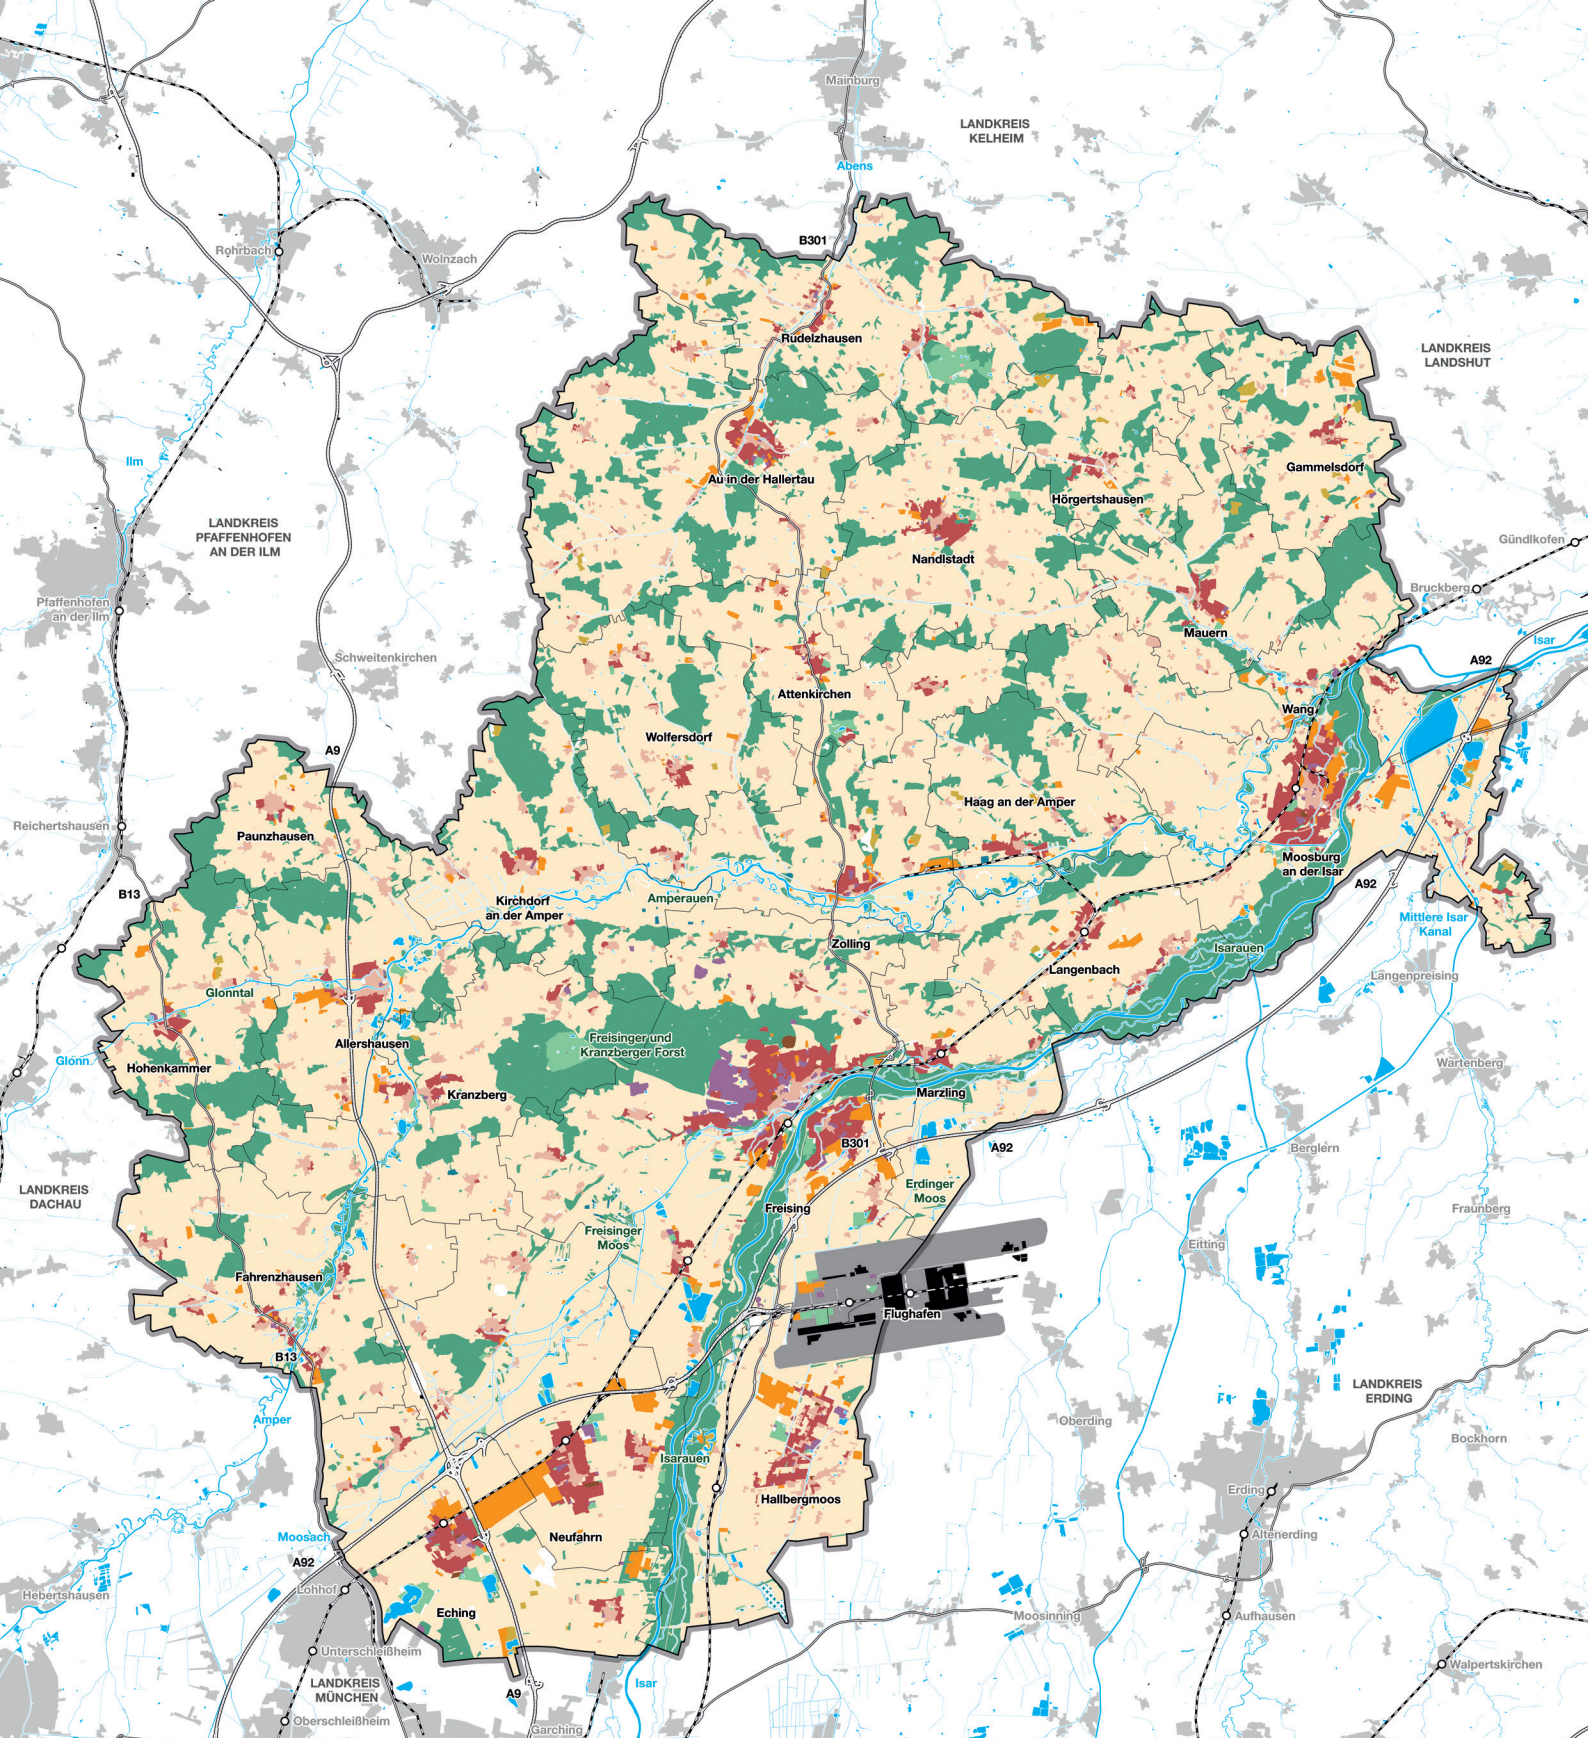 Mainburg
LANDKREIS
KELHEIM
Abens
B301
Rohrbach
Wolnzach
Rudelzhausen
LANDKREIS
LANDSHUT
Ilm
Au in der Hallertau
Gammelsdorf
Hörgertshausen
LANDKREIS
PFAFFENHOFEN
AN DER ILM
Nandlstadt
Gündlkofen
Bruckberg
Pfaffenhofen
an der Ilm
Mauern
Isar
Schweitenkirchen
A92
Attenkirchen
Wang
Wolfersdorf
A9
Haag an der Amper
Reichertshausen
Paunzhausen
Moosburg
an der Isar
A92
B13
Kirchdorf
an der Amper
Amperauen
Mittlere Isar
Kanal
Zolling
Isarauen
Langenbach
Langenpreising
Glonntal
Allershausen
Freisinger und
Kranzberger Forst
Glonn
Hohenkammer
Wartenberg
Kranzberg
Marzling
B301
A92
Berglern
LANDKREIS
DACHAU
Erdinger
Moos
Freising
Fraunberg
Freisinger
Moos
Eitting
Fahrenzhausen
Flughafen
B13
LANDKREIS
ERDING
Amper
Oberding
Bockhorn
Isarauen
Hallbergmoos
Erding
Moosach
Neufahrn
Altenerding
A92
Lohhof
Hebertshausen
Eching
Moosinning
Aufhausen
Unterschleißheim
Walpertskirchen
LANDKREIS
MÜNCHEN
A9
Isar
Oberschleißheim
Garching